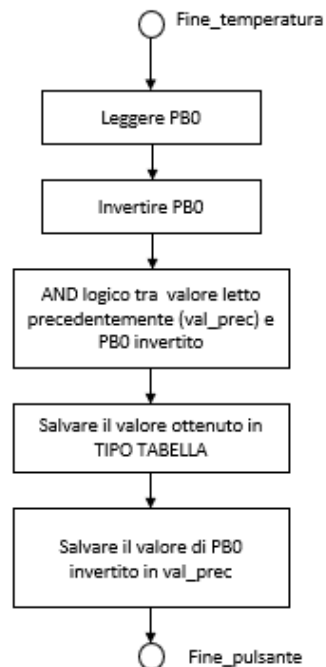 Fine_temperatura
Leggere PB0
Invertire PB0
AND logico tra valore letto
precedentemente (val_prec) e
PB0 invertito
Salvare il valore ottenuto in
TIPO TABELLA
Salvare il valore di PB0
invertito in val_prec
Fine_pulsante